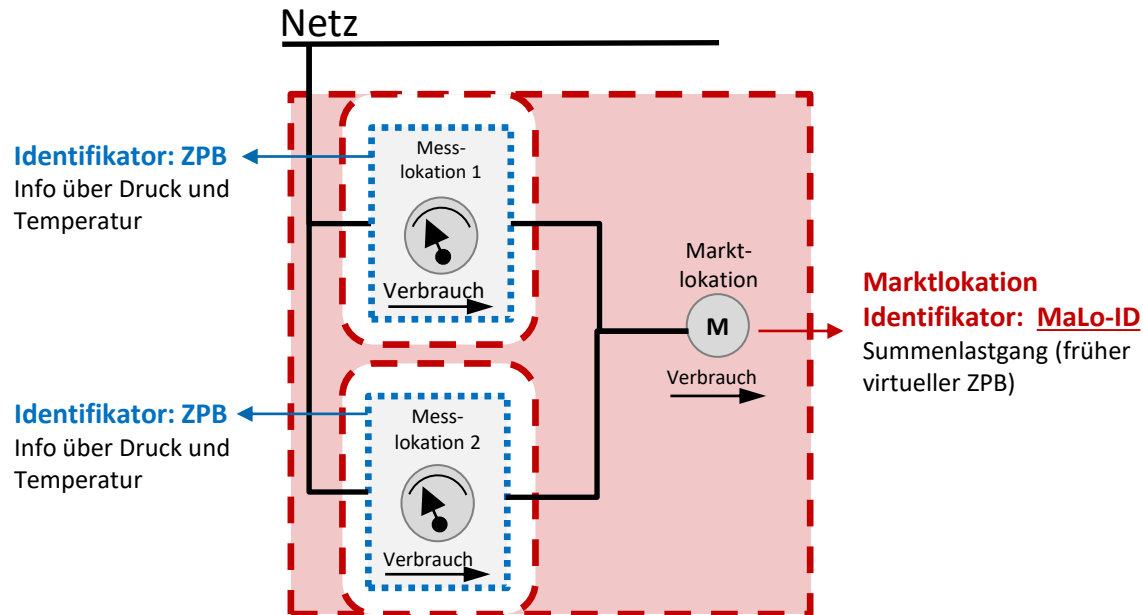 Netz
Identifikator: ZPB
Info über Druck und
Temperatur
Mess-
lokation 1
Verbrauch
Markt-
lokation
M
Verbrauch
Marktlokation
Identifikator: MaLo-ID
Summenlastgang (früher
virtueller ZPB)
Identifikator: ZPB
Info über Druck und
Temperatur
Mess-
lokation 2
Verbrauch